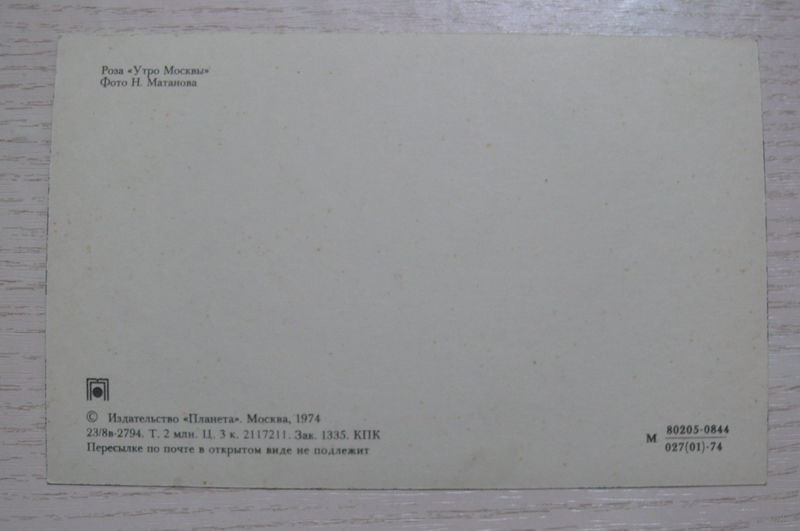 Роза «Утро Москвы»
Фото Н. Матанова
© Издательство «Планета». Москва, 1974
23/8в-2794. Т. 2 млн. Ц. 3 к. 2117211. Зак. 1335. КПК
Пересылке по почте в открытом виде не подлежит
М 80205-0844
027(01)-74